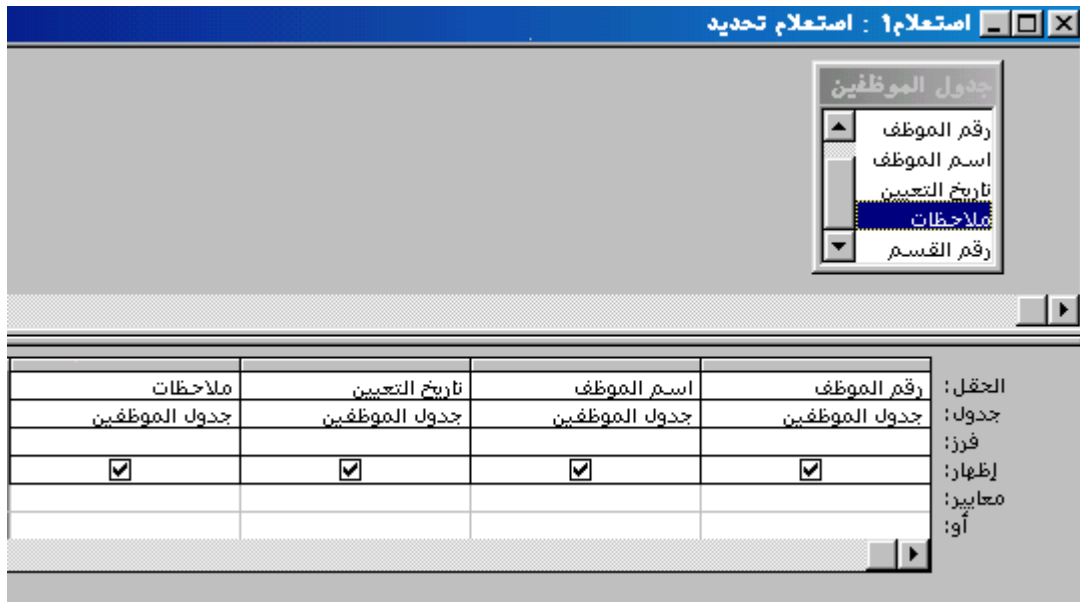 استعلام1 : استعلام تحديد
جدول الموظفين
رقم الموظف
اسم الموظف
تاريخ التعيين
ملاحظات
رقم القسم
الحقل: رقم الموظف اسم الموظف تاريخ التعيين ملاحظات
جدول: جدول الموظفين جدول الموظفين جدول الموظفين جدول الموظفين
فرز:
إظهار:
معايير:
أو: